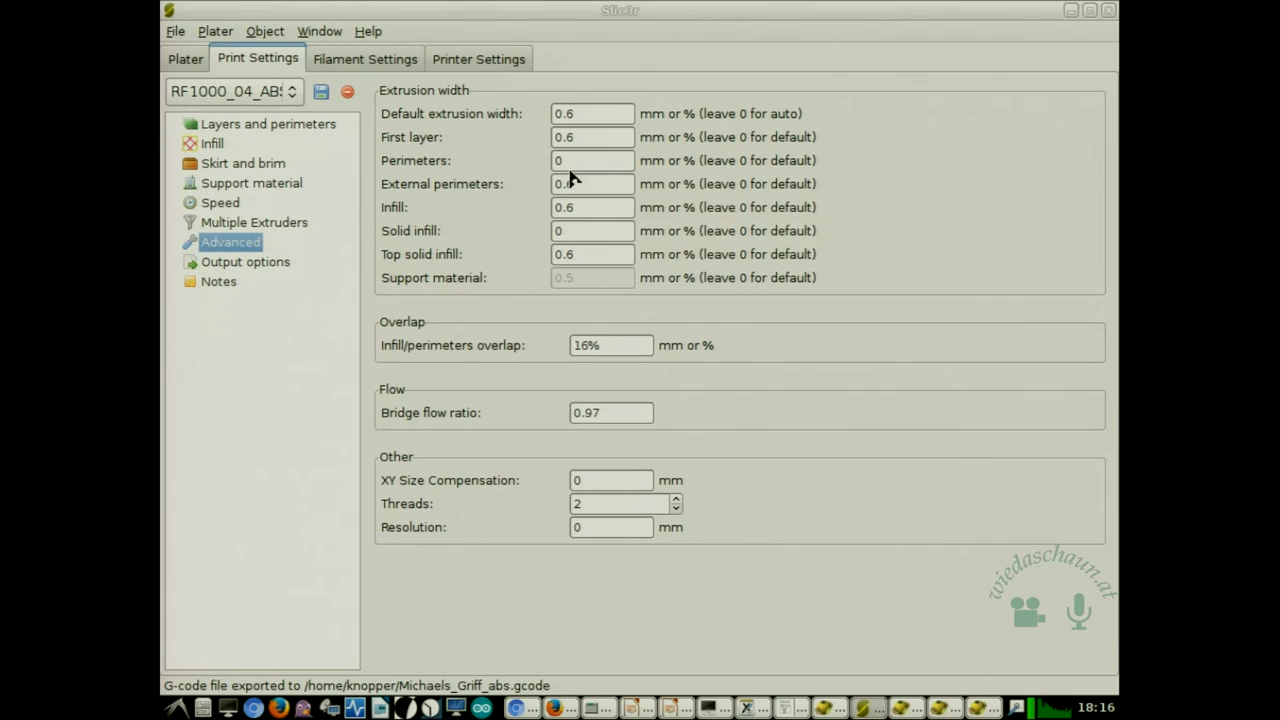 Slic3r
File Plater Object Window Help
Plater Print Settings Filament Settings Printer Settings
RF1000_04_ABS
Layers and perimeters
Infill
Skirt and brim
Support material
Speed
Multiple Extruders
Advanced
Output options
Notes
Extrusion width
Default extrusion width: 0.6 mm or % (leave 0 for auto)
First layer: 0.6 mm or % (leave 0 for default)
Perimeters: 0 mm or % (leave 0 for default)
External perimeters: mm or % (leave 0 for default)
Infill: 0.6 mm or % (leave 0 for default)
Solid infill: 0 mm or % (leave 0 for default)
Top solid infill: 0.6 mm or % (leave 0 for default)
Support material: 0.5 mm or % (leave 0 for default)
Overlap
Infill/perimeters overlap: 16% mm or %
Flow
Bridge flow ratio: 0.97
Other
XY Size Compensation: 0 mm
Threads: 2
Resolution: 0 mm
wiedaschaun.at
G-code file exported to /home/knopper/Michaels_Griff_abs.gcode
18:16